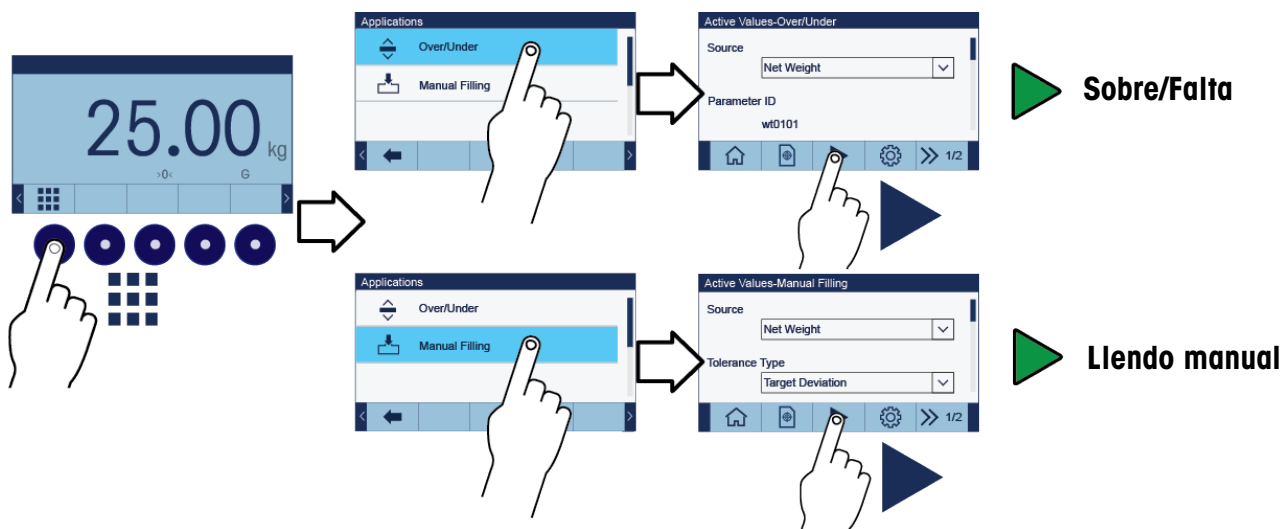 25.00 kg
>0<
G
Applications
Over/Under
Manual Filling
Active Values-Over/Under
Source
Net Weight
Parameter ID
wt0101
1/2
Sobre/Falta
Applications
Over/Under
Manual Filling
Active Values-Manual Filling
Source
Net Weight
Tolerance Type
Target Deviation
1/2
Llendo manual